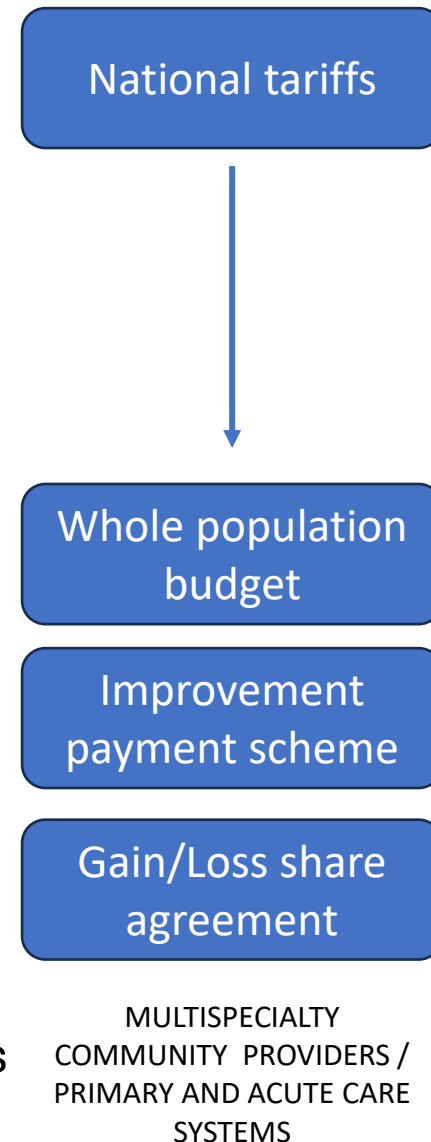 National tariffs
Whole population
budget
Improvement
payment scheme
Gain/Loss share
agreement
MULTISPECIALTY
s COMMUNITY PROVIDERS /
PRIMARY AND ACUTE CARE
SYSTEMS